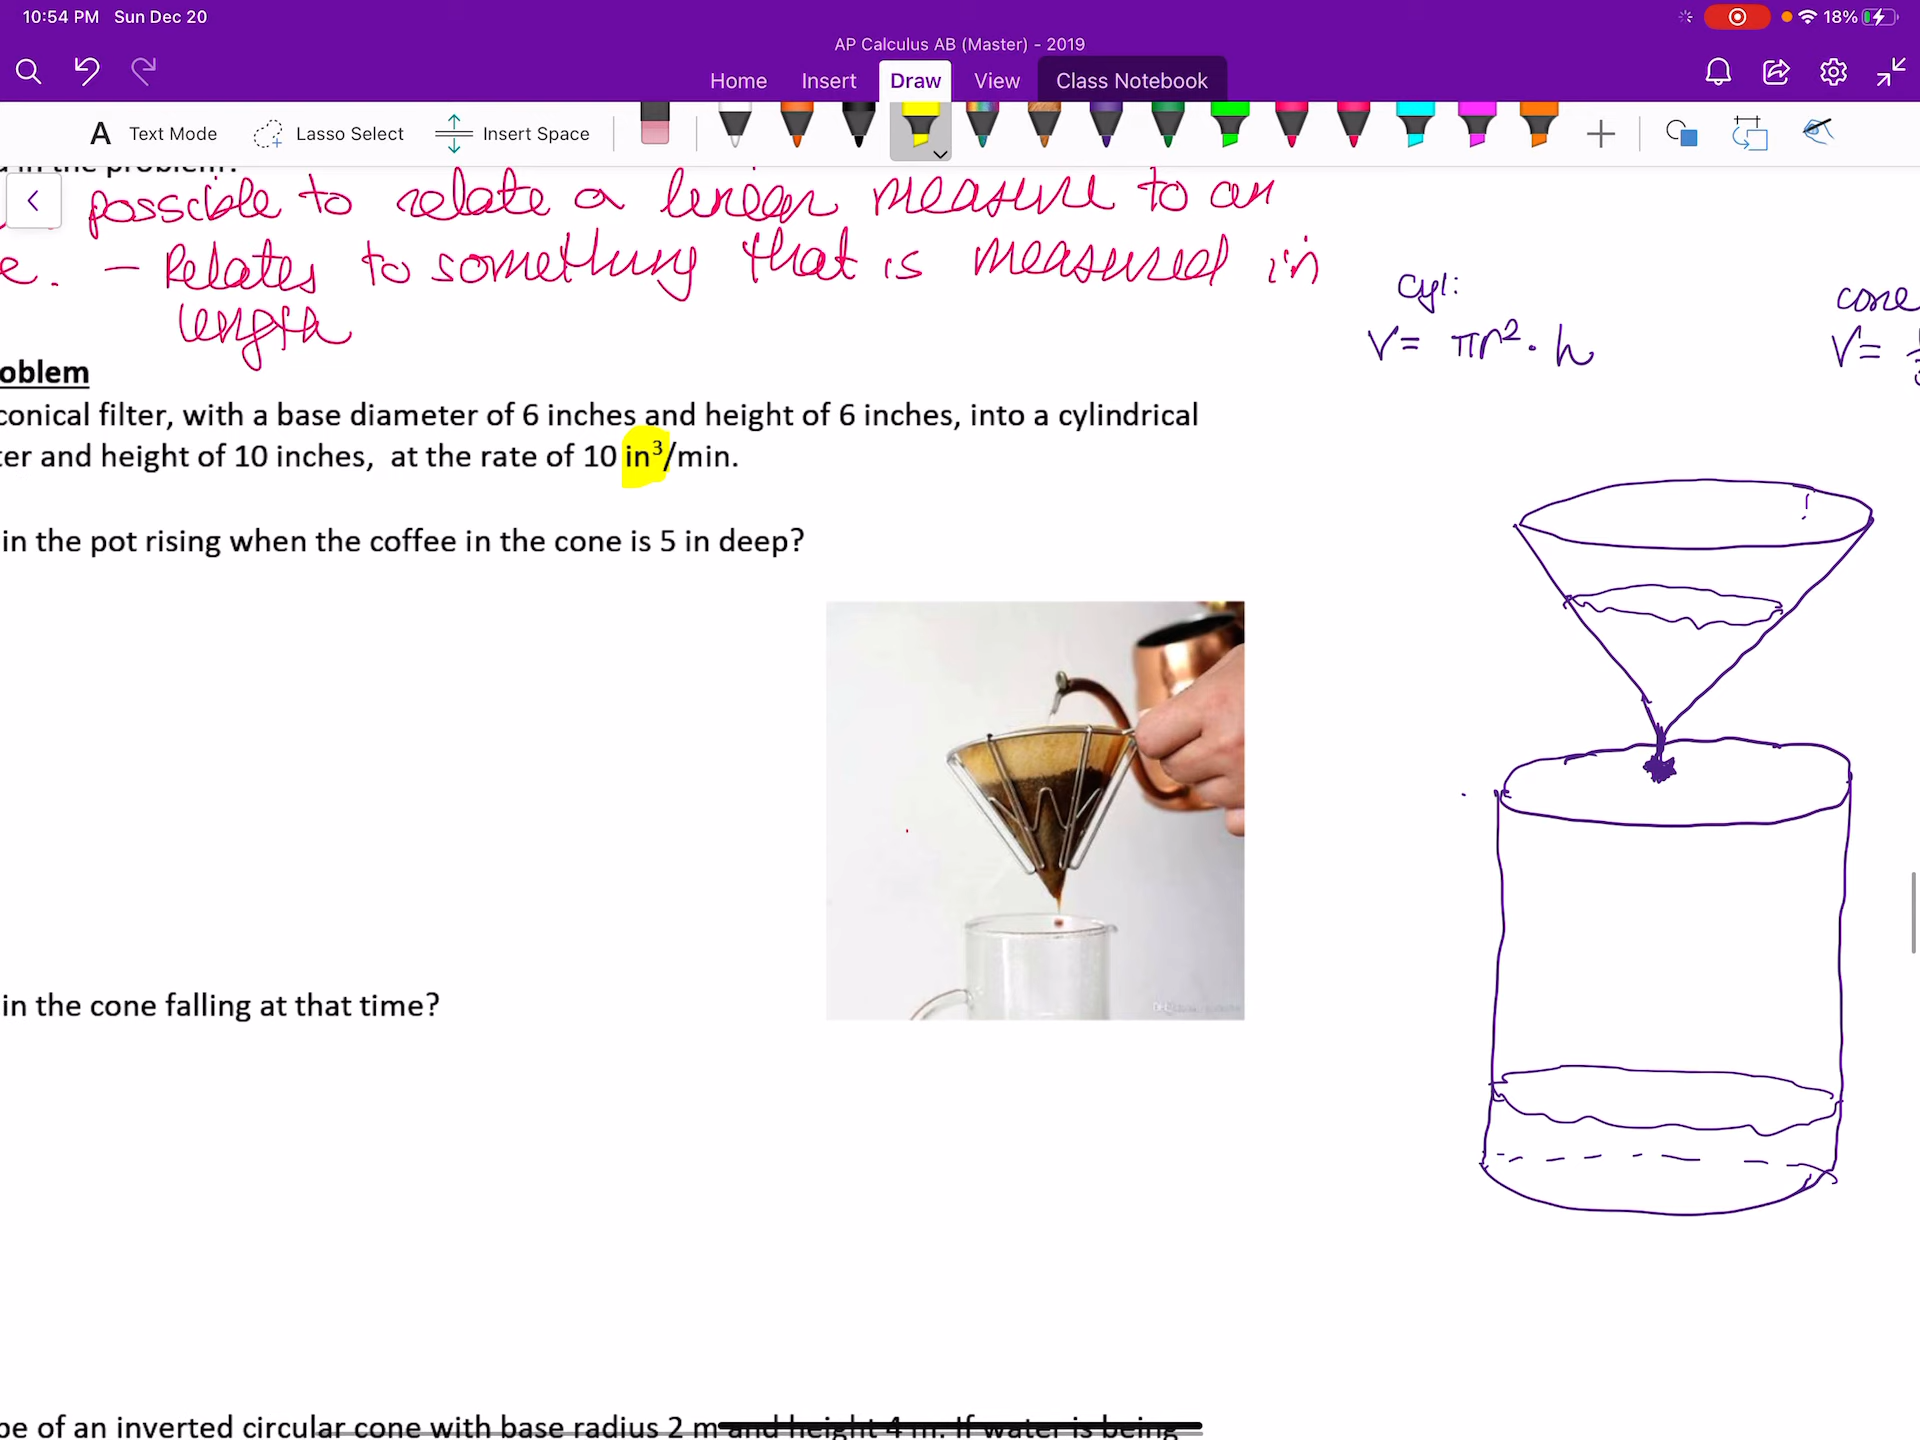 10:54 PM Sun Dec 20
18%
AP Calculus AB (Master) - 2019
Home Insert Draw View Class Notebook
A Text Mode Lasso Select Insert Space
in the problem?
possible to relate a linear measure to an
e. - Relates to something that is measured in
length
Cyl:
V = πr². h
cone
V =
oblem
conical filter, with a base diameter of 6 inches and height of 6 inches, into a cylindrical
ter and height of 10 inches, at the rate of 10 in³/min.
in the pot rising when the coffee in the cone is 5 in deep?
in the cone falling at that time?
pe of an inverted circular cone with base radius 2 m and height 4 m. If water is being